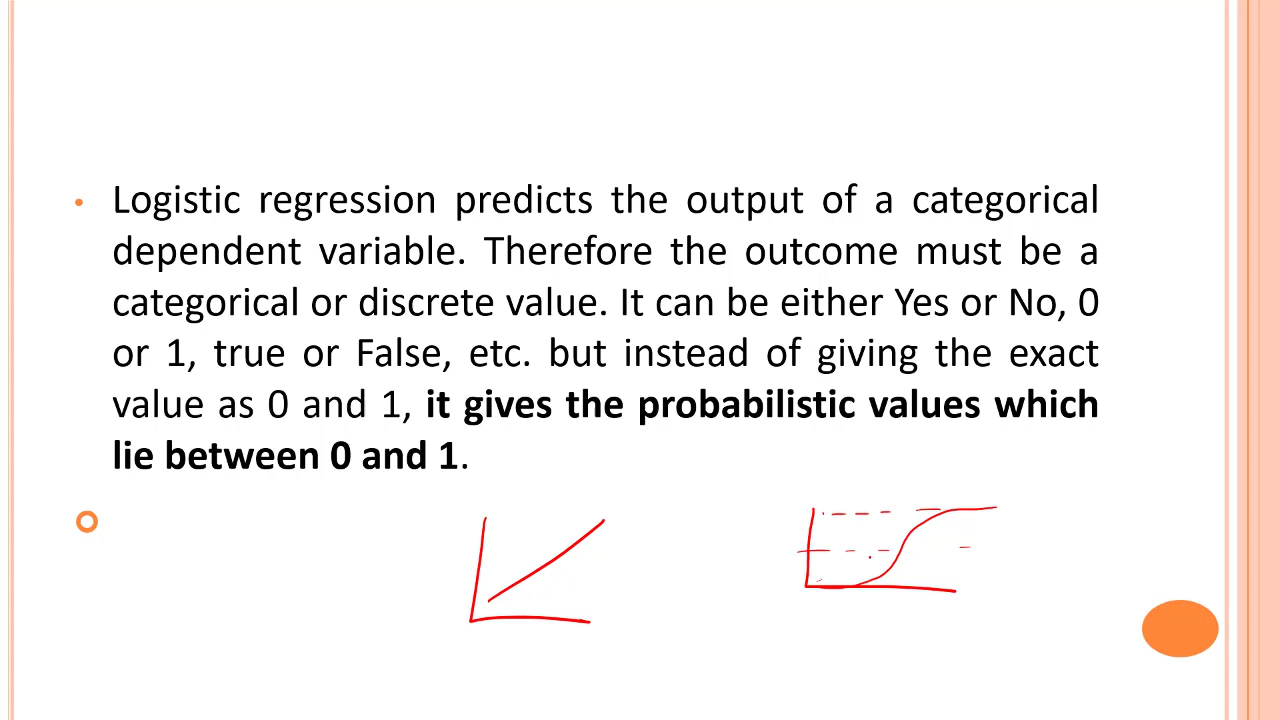 Logistic regression predicts the output of a categorical
dependent variable. Therefore the outcome must be a
categorical or discrete value. It can be either Yes or No, 0
or 1, true or False, etc. but instead of giving the exact
value as 0 and 1, it gives the probabilistic values which
lie between 0 and 1.